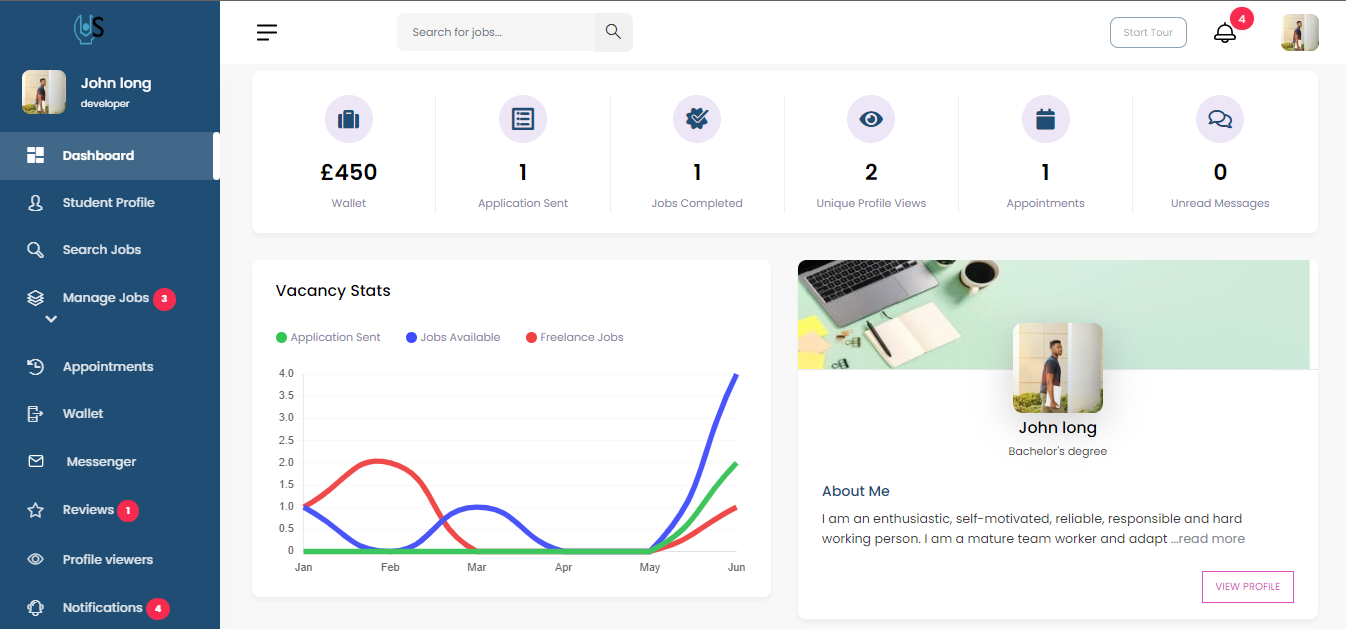 US
John long
developer
Dashboard
Student Profile
Search Jobs
Manage Jobs 3
Appointments
Wallet
Messenger
Reviews 1
Profile viewers
Notifications 4
Search for jobs...
Start Tour
4
£450
Wallet
1
Application Sent
1
Jobs Completed
2
Unique Profile Views
1
Appointments
0
Unread Messages
Vacancy Stats
Application Sent
Jobs Available
Freelance Jobs
4.0
3.5
3.0
2.5
2.0
1.5
1.0
0.5
0
Jan Feb Mar Apr May Jun
John long
Bachelor's degree
About Me
I am an enthusiastic, self-motivated, reliable, responsible and hard
working person. I am a mature team worker and adapt ...read more
VIEW PROFILE